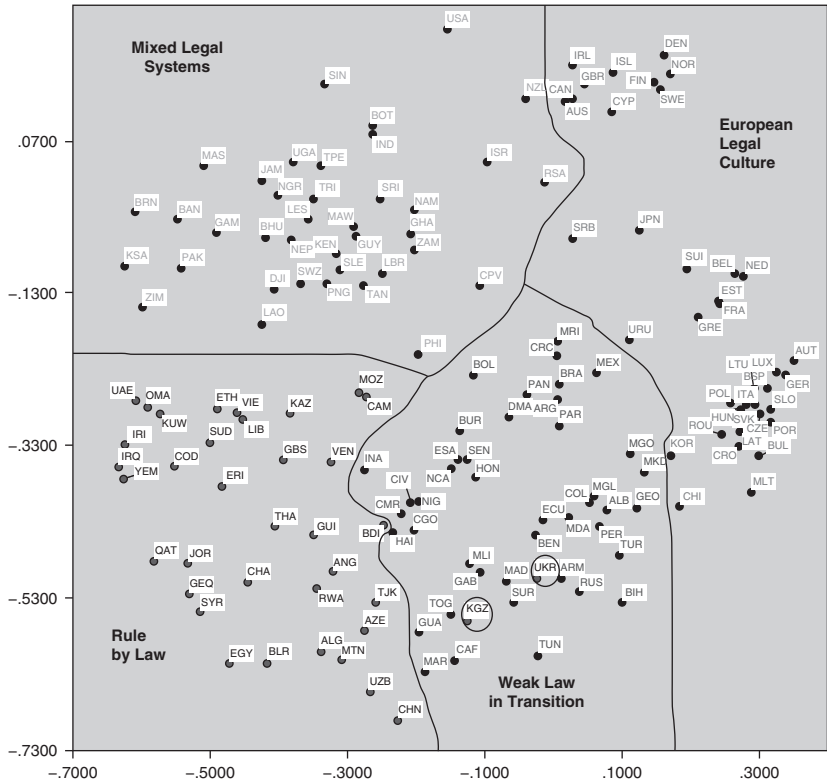 USA
Mixed Legal
Systems
DEN
IRL
ISL
NOR
SIN
GBR
FIN
NZL
CAN
SWE
AUS
CYP
BOT
European
Legal
Culture
.0700
IND
UGA
TPE
ISR
MAS
JAM
RSA
NGR
TRI
SRI
NAM
BRN
BAN
LES
MAW
GHA
JPN
GAM
BHU
SRB
NEP
KEN
GUY
ZAM
KSA
PAK
SLE
LBR
SUI
BEL
NED
DJI
SWZ
CPV
–.1300
PNG
TAN
EST
ZIM
FRA
LAO
GRE
MRI
URU
PHI
CRC
AUT
LTU
LUX
BOL
MEX
BRA
ESP
GER
MOZ
PAN
UAE
OMA
ETH
VIE
KAZ
CAM
POL
ITA
SLO
DMA
ARG
KUW
LIB
BUR
PAR
HUN
SVK
ROU
CZE
POR
–.3300
IRI
SUD
GBS
VEN
ESA
SEN
MGO
KOR
LAT
CRO
BUL
IRQ
COD
INA
MKD
YEM
NCA
HON
MLT
ERI
CIV
MGL
NIG
COL
CHI
CMR
ALB
GEO
THA
GUI
BDI
CGO
ECU
MDA
HAI
BEN
PER
TUR
QAT
JOR
MLI
ANG
UKR
ARM
CHA
GAB
MAD
GEQ
RWA
RUS
SUR
BIH
–.5300
TJK
TOG
KGZ
SYR
AZE
GUA
Rule
by Law
ALG
MTN
TUN
EGY
BLR
CAF
MAR
Weak Law
in Transition
UZB
CHN
–.7300
–.7000
–.5000
–.3000
–.1000
.1000
.3000